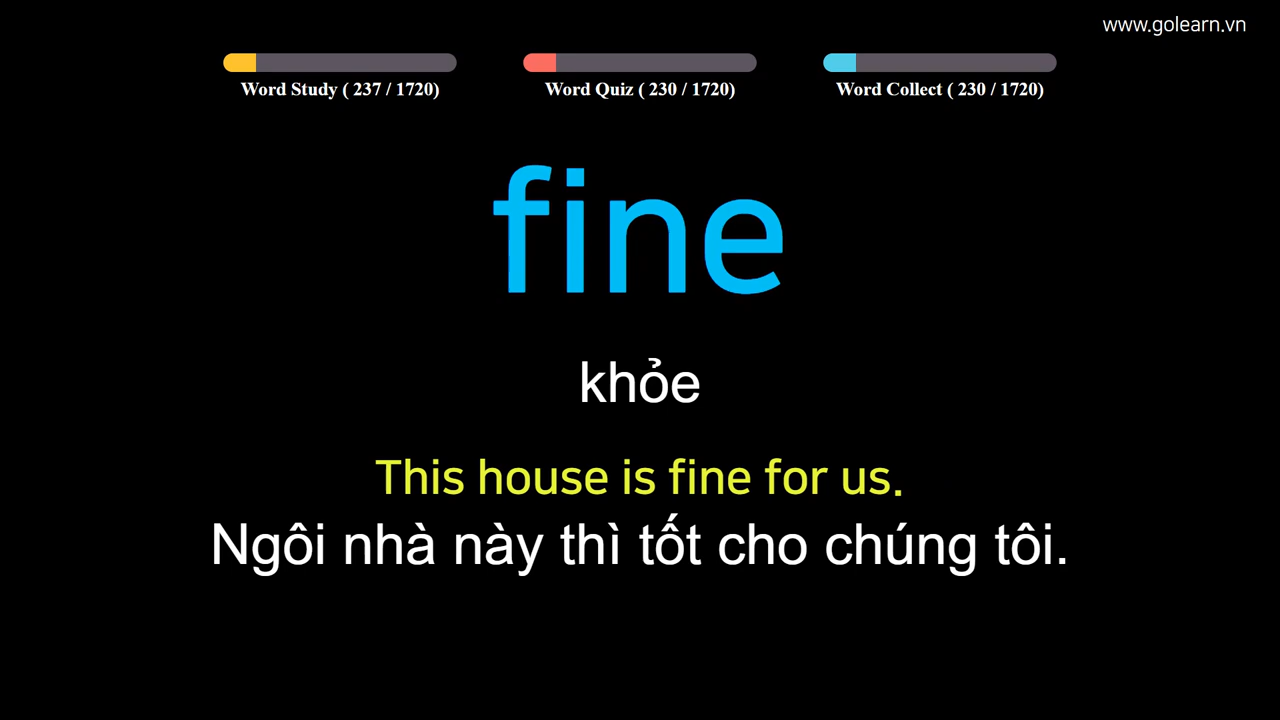 www.golearn.vn
Word Study ( 237 / 1720)
Word Quiz ( 230 / 1720)
Word Collect ( 230 / 1720)
fine
khỏe
This house is fine for us.
Ngôi nhà này thì tốt cho chúng tôi.